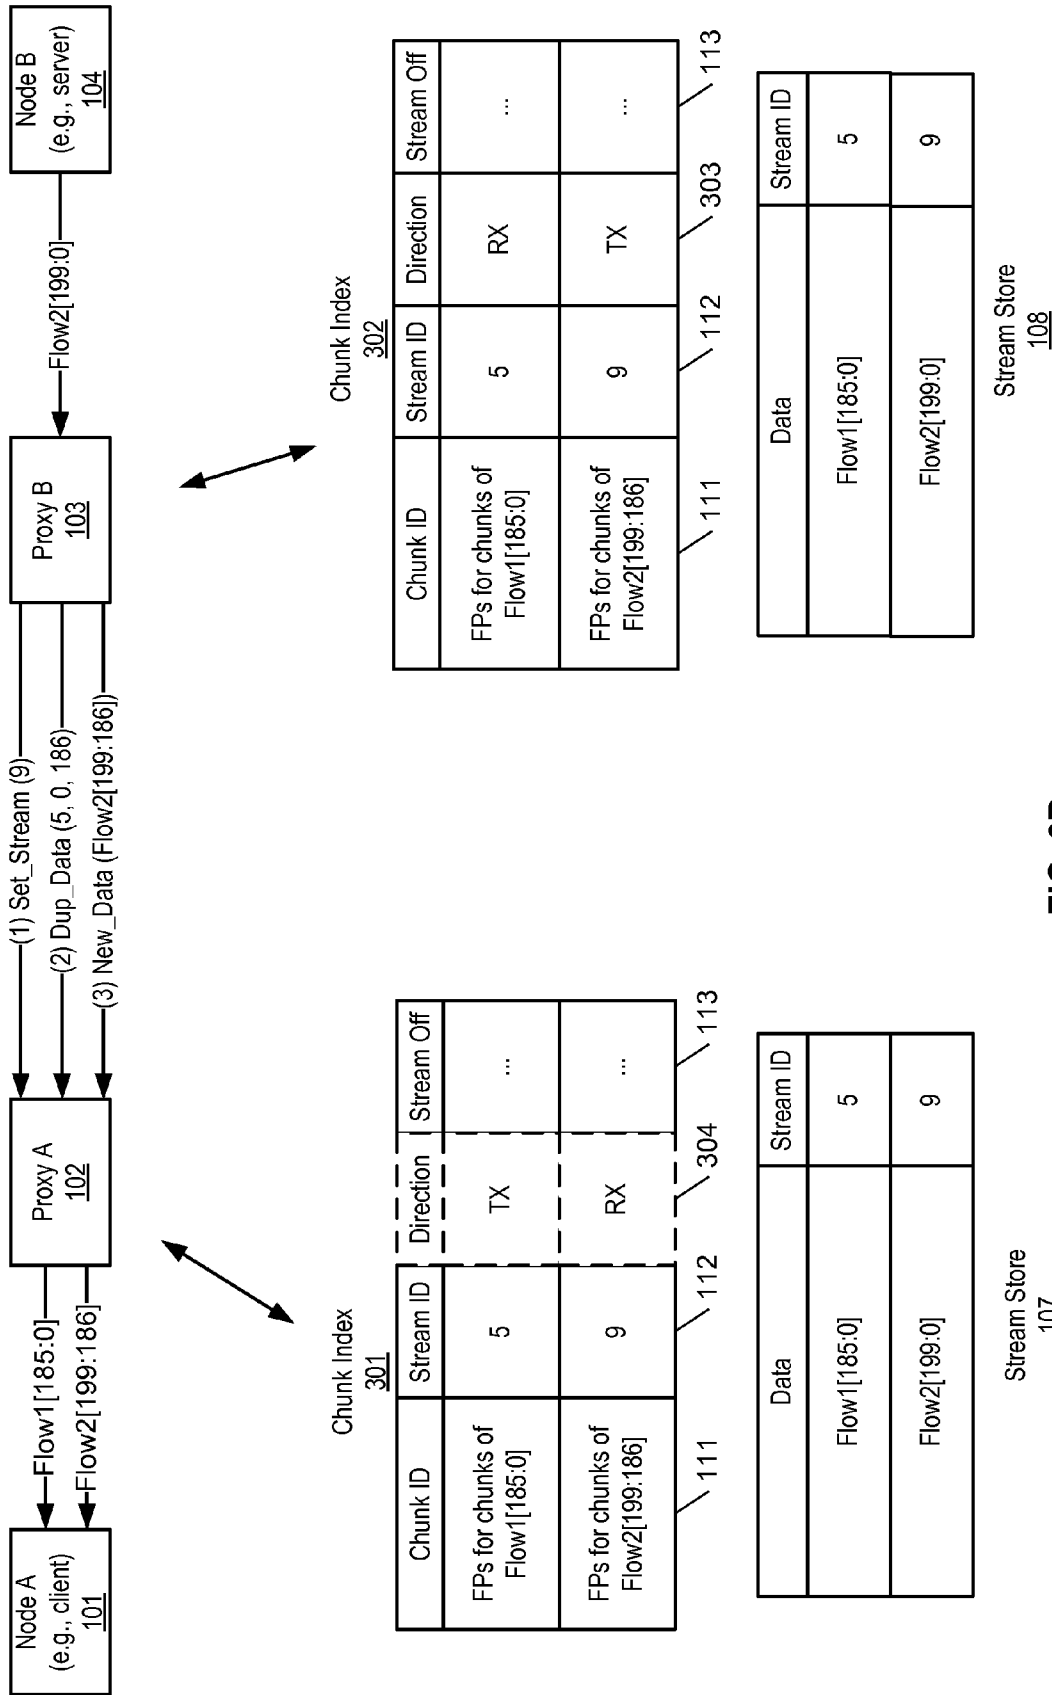 Node A
(e.g., client)
101
Flow1[185:0]
Flow2[199:186]
Proxy A
102
(1) Set_Stream (9)
(2) Dup_Data (5, 0, 186)
(3) New_Data (Flow2[199:186])
Proxy B
103
Flow2[199:0]
Node B
(e.g., server)
104
Chunk Index
301
Chunk ID
Stream ID
Direction
Stream Off
FPs for chunks of
Flow1[185:0]
5
TX
...
FPs for chunks of
Flow2[199:186]
9
RX
...
111
112
304
113
Data
Stream ID
Flow1[185:0]
5
Flow2[199:0]
9
Stream Store
107
Chunk Index
302
Chunk ID
Stream ID
Direction
Stream Off
FPs for chunks of
Flow1[185:0]
5
RX
...
FPs for chunks of
Flow2[199:186]
9
TX
...
111
112
303
113
Data
Stream ID
Flow1[185:0]
5
Flow2[199:0]
9
Stream Store
108